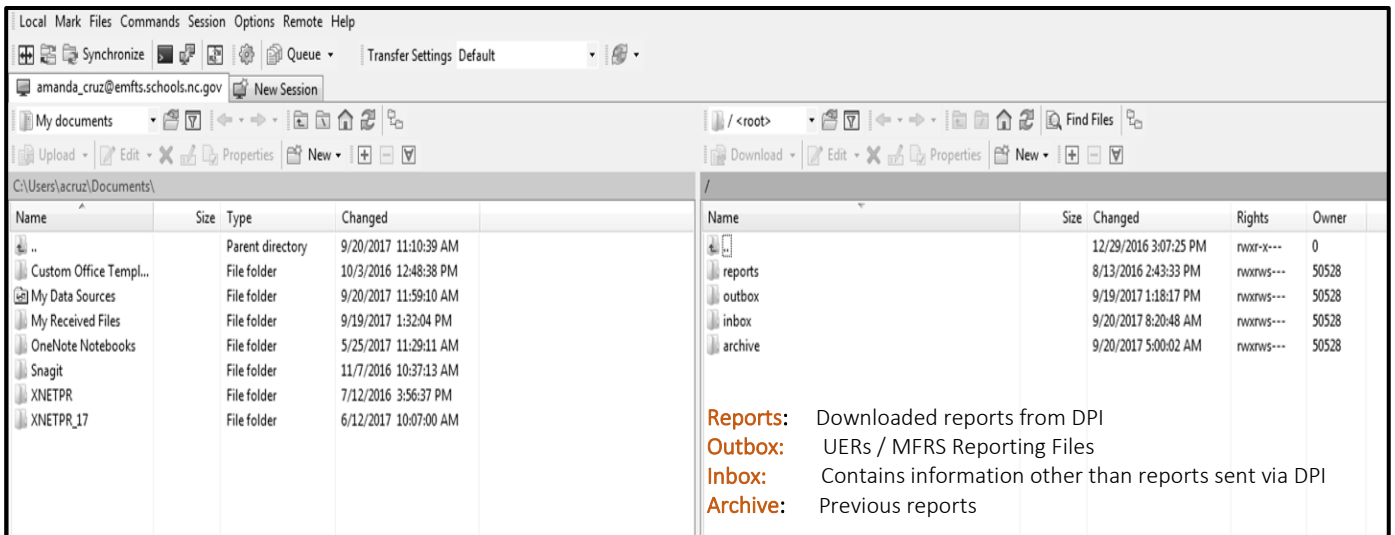 Local Mark Files Commands Session Options Remote Help
Synchronize Queue Transfer Settings Default
amanda_cruz@emfts.schools.nc.gov New Session
My documents / <root> Find Files
Upload Edit Properties New Download Edit Properties New
C:\Users\acruz\Documents\ /
Name Size Type Changed Name Size Changed Rights Owner
.. Parent directory 9/20/2017 11:10:39 AM .. 12/29/2016 3:07:25 PM rwxr-x--- 0
Custom Office Templ... File folder 10/3/2016 12:48:38 PM reports 8/13/2016 2:43:33 PM rwxrws--- 50528
My Data Sources File folder 9/20/2017 11:59:10 AM outbox 9/19/2017 1:18:17 PM rwxrws--- 50528
My Received Files File folder 9/19/2017 1:32:04 PM inbox 9/20/2017 8:20:48 AM rwxrws--- 50528
OneNote Notebooks File folder 5/25/2017 11:29:11 AM archive 9/20/2017 5:00:02 AM rwxrws--- 50528
Snagit File folder 11/7/2016 10:37:13 AM
XNETPR File folder 7/12/2016 3:56:37 PM
XNETPR_17 File folder 6/12/2017 10:07:00 AM
Reports: Downloaded reports from DPI
Outbox: UERs / MFRS Reporting Files
Inbox: Contains information other than reports sent via DPI
Archive: Previous reports